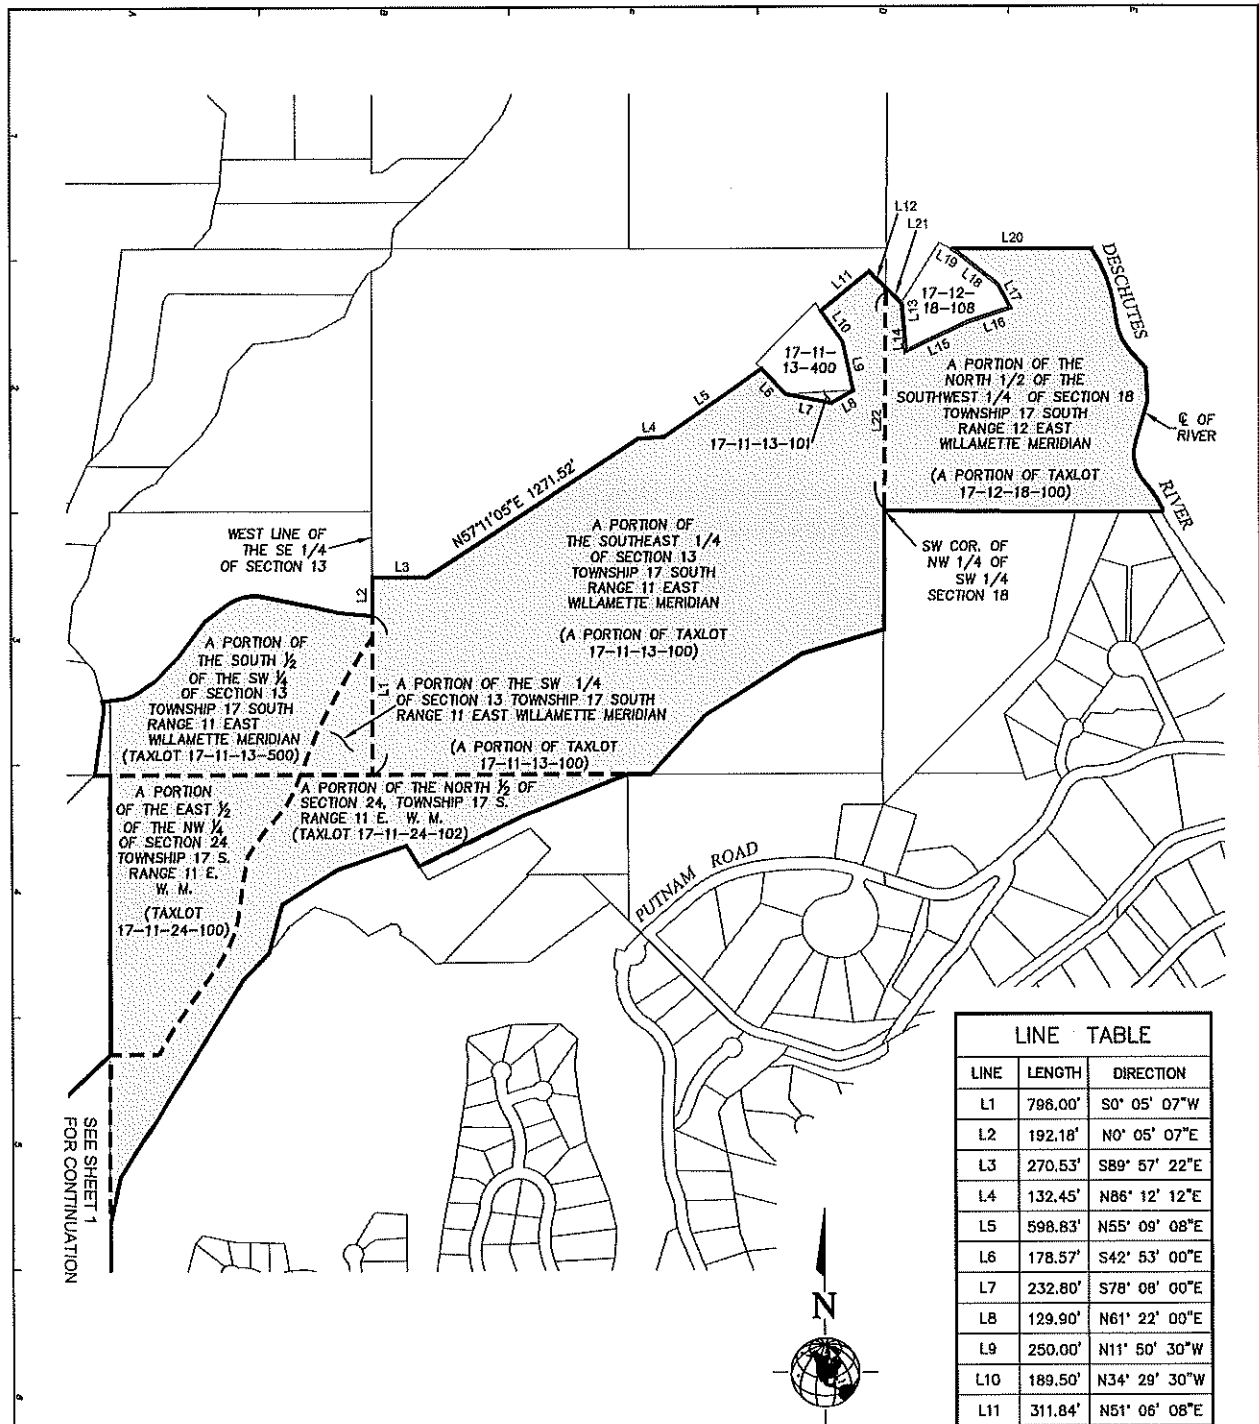 L12
L21
L20
L11
L19
L18
L17
17-12-
18-108
L13
L10
L14
L15
L16
DESCHUTES
17-11-
13-400
L9
L6
L7
L8
L5
L4
17-11-13-101
L22
A PORTION OF THE
NORTH 1/2 OF THE
SOUTHWEST 1/4 OF SECTION 18
TOWNSHIP 17 SOUTH
RANGE 12 EAST
WILLAMETTE MERIDIAN
(A PORTION OF TAXLOT
17-12-18-100)
℄ OF
RIVER
RIVER
N57°11'05"E 1271.52'
WEST LINE OF
THE SE 1/4
OF SECTION 13
A PORTION OF
THE SOUTHEAST 1/4
OF SECTION 13
TOWNSHIP 17 SOUTH
RANGE 11 EAST
WILLAMETTE MERIDIAN
(A PORTION OF TAXLOT
17-11-13-100)
SW COR. OF
NW 1/4 OF
SW 1/4
SECTION 18
L3
L2
A PORTION OF
THE SOUTH ½
OF THE SW ¼
OF SECTION 13
TOWNSHIP 17 SOUTH
RANGE 11 EAST
WILLAMETTE MERIDIAN
(TAXLOT 17-11-13-500)
L1
A PORTION OF THE SW 1/4
OF SECTION 13 TOWNSHIP 17 SOUTH
RANGE 11 EAST WILLAMETTE MERIDIAN
(A PORTION OF TAXLOT
17-11-13-100)
A PORTION
OF THE EAST ½
OF THE NW ¼
OF SECTION 24
TOWNSHIP 17 S.
RANGE 11 E.
W. M.
(TAXLOT
17-11-24-100)
A PORTION OF THE NORTH ½ OF
SECTION 24, TOWNSHIP 17 S.
RANGE 11 E. W. M.
(TAXLOT 17-11-24-102)
PUTNAM ROAD
SEE SHEET 1
FOR CONTINUATION
N
LINE TABLE
LINE LENGTH DIRECTION
L1 796.00' S0° 05' 07"W
L2 192.18' N0° 05' 07"E
L3 270.53' S89° 57' 22"E
L4 132.45' N86° 12' 12"E
L5 598.83' N55° 09' 08"E
L6 178.57' S42° 53' 00"E
L7 232.80' S78° 08' 00"E
L8 129.90' N61° 22' 00"E
L9 250.00' N11° 50' 30"W
L10 189.50' N34° 29' 30"W
L11 311.84' N51° 06' 08"E